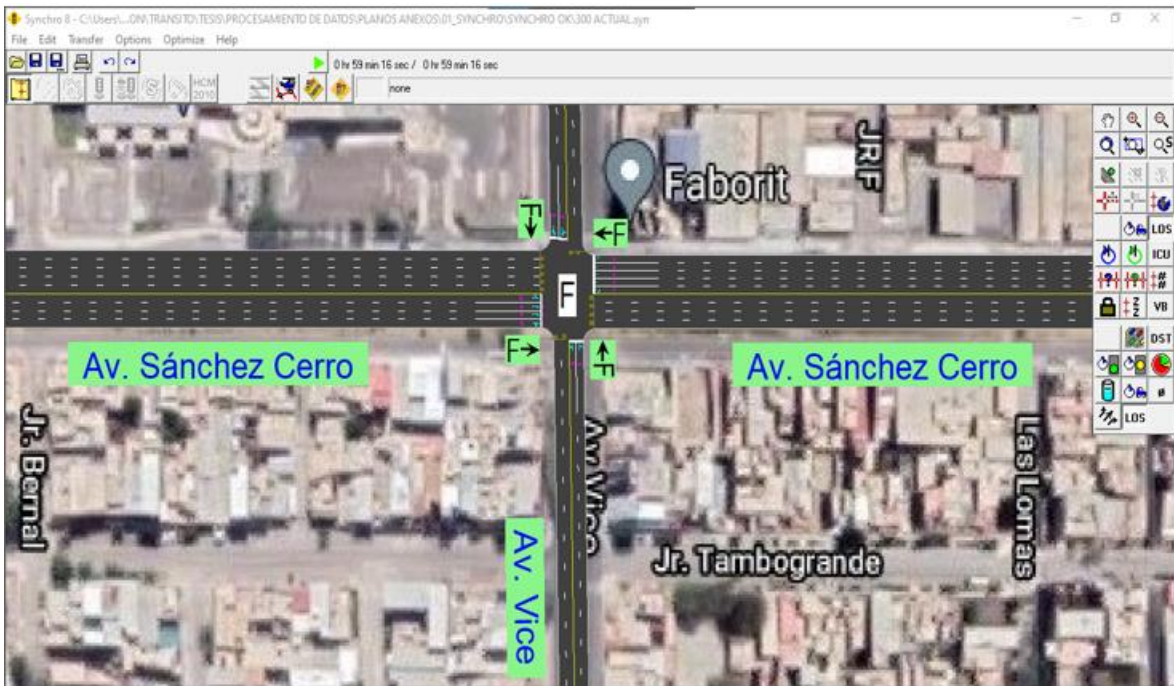 Synchro 8 - C:\Users\...ON\TRANSITO\TESIS\PROCESAMIENTO DE DATOS\PLANOS ANEXOS\01_SYNCHRO\SYNCHRO OK\300 ACTUAL.syn
File Edit Transfer Options Optimize Help
0 hr 59 min 16 sec / 0 hr 59 min 16 sec
HCM
2010
none
JRF
Faborit
S
LOS
ICU
VB
DST
LOS
F
F
F
F
F
Av. Sánchez Cerro
Av. Sánchez Cerro
Jr. Bernal
Av. Vice
Av. Vice
Jr. Tambogrande
Las Lomas